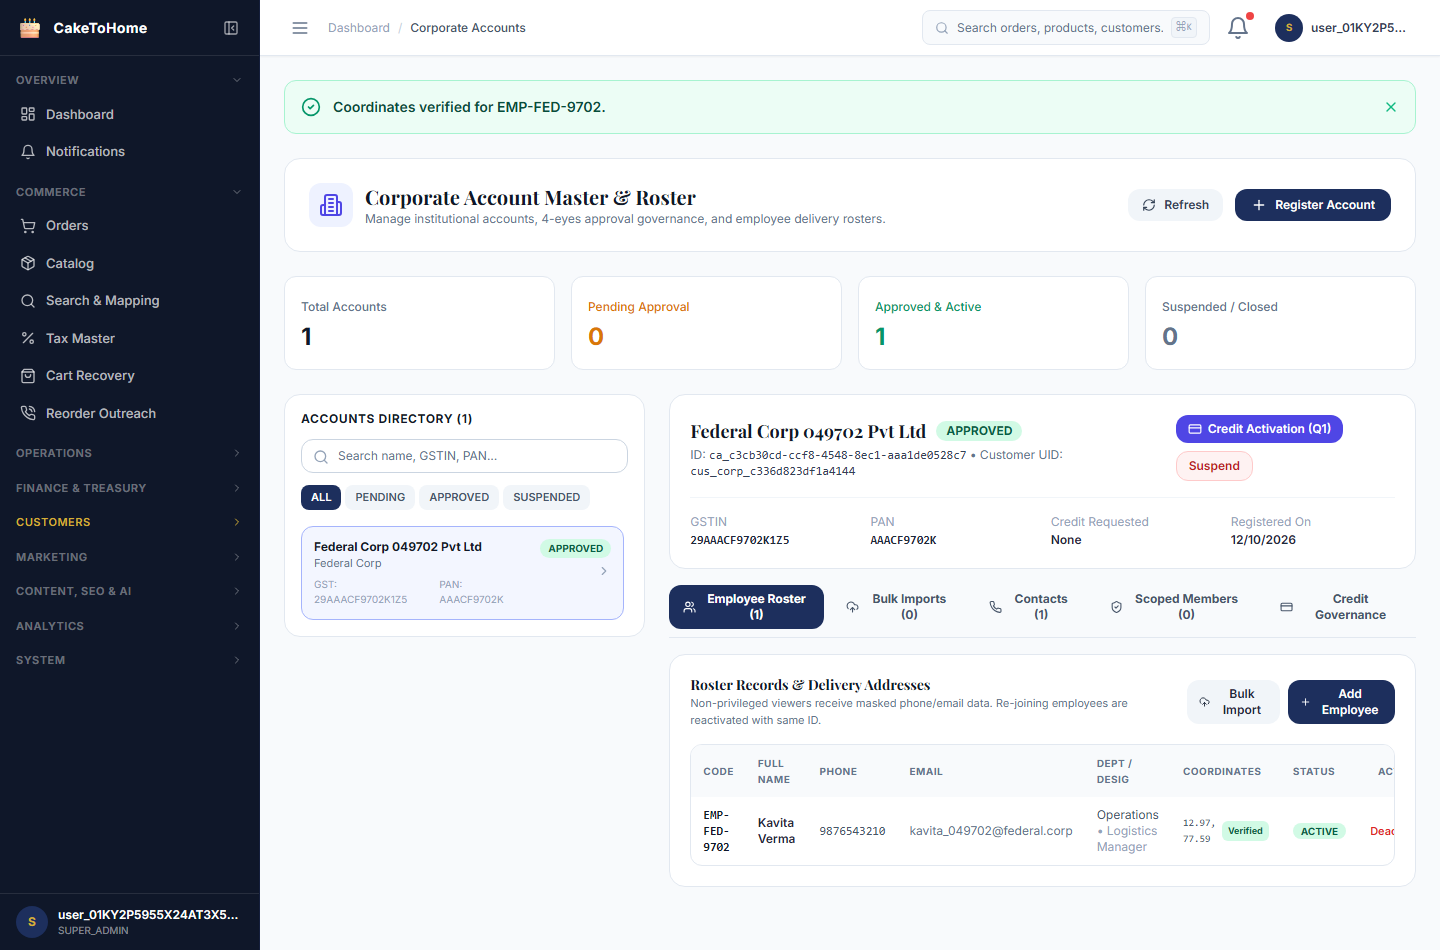 CakeToHome
OVERVIEW
Dashboard
Notifications
COMMERCE
Orders
Catalog
Search & Mapping
Tax Master
Cart Recovery
Reorder Outreach
OPERATIONS
FINANCE & TREASURY
CUSTOMERS
MARKETING
CONTENT, SEO & AI
ANALYTICS
SYSTEM
S
user_01KY2P5955X24AT3X5...
SUPER_ADMIN
Dashboard / Corporate Accounts
Search orders, products, customers. ⌘K
S user_01KY2P5...
Coordinates verified for EMP-FED-9702.
Corporate Account Master & Roster
Manage institutional accounts, 4-eyes approval governance, and employee delivery rosters.
Refresh
Register Account
Total Accounts
1
Pending Approval
0
Approved & Active
1
Suspended / Closed
0
ACCOUNTS DIRECTORY (1)
Search name, GSTIN, PAN...
ALL PENDING APPROVED SUSPENDED
Federal Corp 049702 Pvt Ltd APPROVED
Federal Corp
GST: PAN:
29AAACF9702K1Z5 AAACF9702K
Federal Corp 049702 Pvt Ltd APPROVED
ID: ca_c3cb30cd-ccf8-4548-8ec1-aaa1de0528c7 • Customer UID:
cus_corp_c336d823df1a4144
Credit Activation (Q1)
Suspend
GSTIN PAN Credit Requested Registered On
29AAACF9702K1Z5 AAACF9702K None 12/10/2026
Employee Roster
(1)
Bulk Imports
(0)
Contacts
(1)
Scoped Members
(0)
Credit
Governance
Roster Records & Delivery Addresses
Non-privileged viewers receive masked phone/email data. Re-joining employees are
reactivated with same ID.
Bulk
Import
Add
Employee
CODE
FULL
NAME
PHONE
EMAIL
DEPT /
DESIG
COORDINATES
STATUS
AC
EMP-
FED-
9702
Kavita
Verma
9876543210
kavita_049702@federal.corp
Operations
• Logistics
Manager
12.97,
77.59
Verified
ACTIVE
Deac